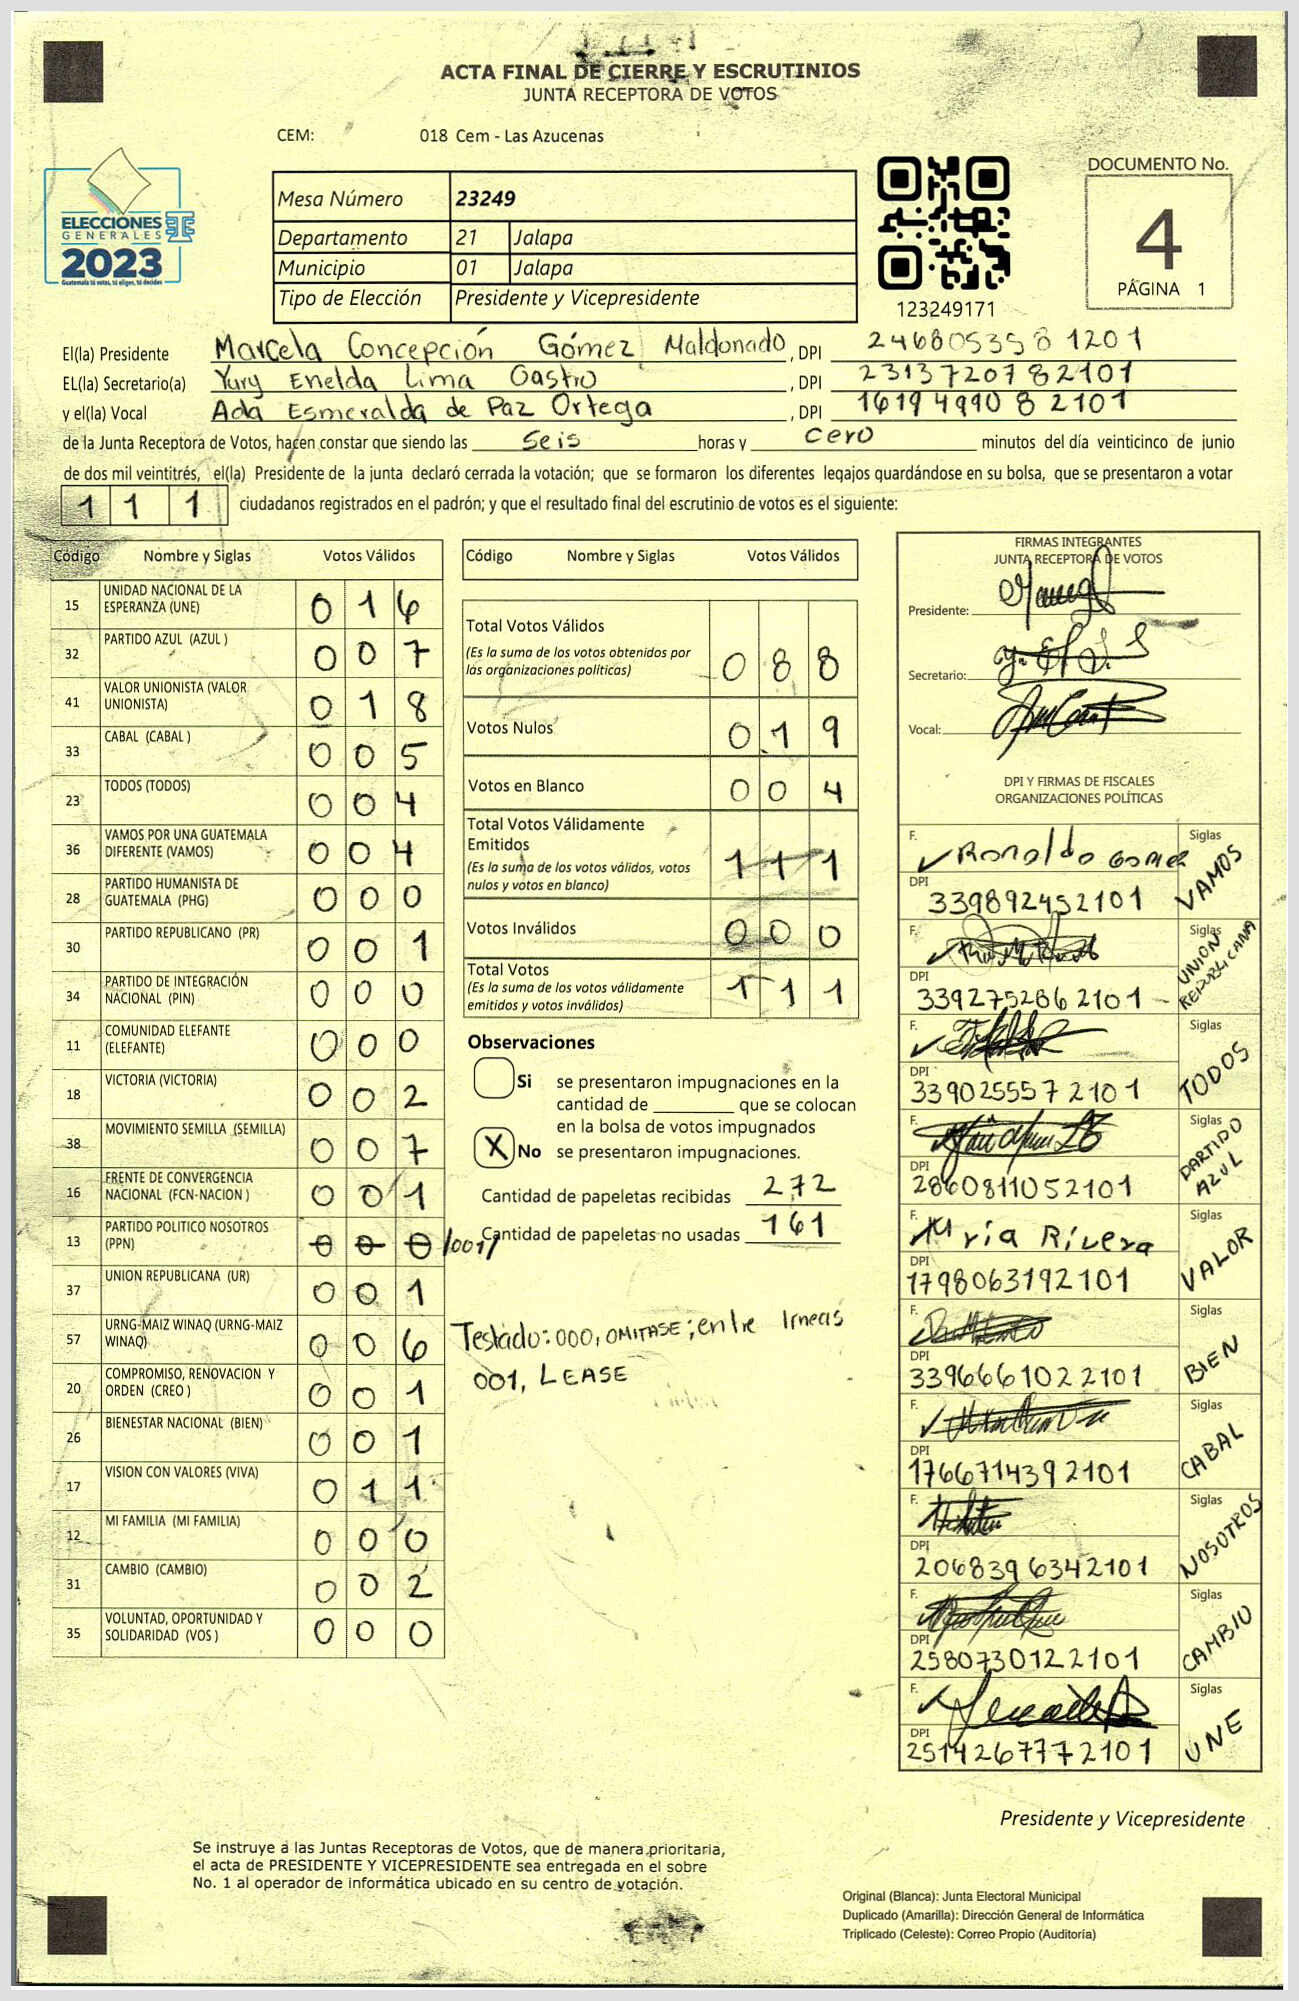 ACTA FINAL DE CIERRE Y ESCRUTINIOS
JUNTA RECEPTORA DE VOTOS
CEM: 018 Cem - Las Azucenas
ELECCIONES
GENERALES
2023
Guatemala tú votas, tú eliges, tú decides
Mesa Número 23249
Departamento 21 Jalapa
Municipio 01 Jalapa
Tipo de Elección Presidente y Vicepresidente
123249171
DOCUMENTO No.
4
PÁGINA 1
El(la) Presidente Marcela Concepción Gómez Maldonado, DPI 2468053581201
EL(la) Secretario(a) Yury Enelda Lima Castro, DPI 2313720782101
y el(la) Vocal Ada Esmeralda de Paz Ortega, DPI 1619499082101
de la Junta Receptora de Votos, hacen constar que siendo las seis horas y cero minutos del día veinticinco de junio
de dos mil veintitrés, el(la) Presidente de la junta declaró cerrada la votación; que se formaron los diferentes legajos guardándose en su bolsa, que se presentaron a votar
1 1 1 ciudadanos registrados en el padrón; y que el resultado final del escrutinio de votos es el siguiente:
Código Nombre y Siglas Votos Válidos
15 UNIDAD NACIONAL DE LA ESPERANZA (UNE) 0 1 6
32 PARTIDO AZUL (AZUL ) 0 0 7
41 VALOR UNIONISTA (VALOR UNIONISTA) 0 1 8
33 CABAL (CABAL ) 0 0 5
23 TODOS (TODOS) 0 0 4
36 VAMOS POR UNA GUATEMALA DIFERENTE (VAMOS) 0 0 4
28 PARTIDO HUMANISTA DE GUATEMALA (PHG) 0 0 0
30 PARTIDO REPUBLICANO (PR) 0 0 1
34 PARTIDO DE INTEGRACIÓN NACIONAL (PIN) 0 0 0
11 COMUNIDAD ELEFANTE (ELEFANTE) 0 0 0
18 VICTORIA (VICTORIA) 0 0 2
38 MOVIMIENTO SEMILLA (SEMILLA) 0 0 7
16 FRENTE DE CONVERGENCIA NACIONAL (FCN-NACION ) 0 0 1
13 PARTIDO POLITICO NOSOTROS (PPN) 0 0 0 /001/
37 UNION REPUBLICANA (UR) 0 0 1
57 URNG-MAIZ WINAQ (URNG-MAIZ WINAQ) 0 0 6
20 COMPROMISO, RENOVACION Y ORDEN (CREO ) 0 0 1
26 BIENESTAR NACIONAL (BIEN) 0 0 1
17 VISION CON VALORES (VIVA) 0 1 1
12 MI FAMILIA (MI FAMILIA) 0 0 0
31 CAMBIO (CAMBIO) 0 0 2
35 VOLUNTAD, OPORTUNIDAD Y SOLIDARIDAD (VOS ) 0 0 0
Código Nombre y Siglas Votos Válidos
Total Votos Válidos 0 8 8
(Es la suma de los votos obtenidos por
las organizaciones políticas)
Votos Nulos 0 1 9
Votos en Blanco 0 0 4
Total Votos Válidamente
Emitidos 1 1 1
(Es la suma de los votos válidos, votos
nulos y votos en blanco)
Votos Inválidos 0 0 0
Total Votos 1 1 1
(Es la suma de los votos válidamente
emitidos y votos inválidos)
Observaciones
Si se presentaron impugnaciones en la
cantidad de ________ que se colocan
en la bolsa de votos impugnados
X No se presentaron impugnaciones.
Cantidad de papeletas recibidas 272
Cantidad de papeletas no usadas 161
Testado: 000, OMITASE; entre lineas
001, LEASE
FIRMAS INTEGRANTES
JUNTA RECEPTORA DE VOTOS
Presidente:
Secretario:
Vocal:
DPI Y FIRMAS DE FISCALES
ORGANIZACIONES POLÍTICAS
F. Ronaldo Gomez Siglas VAMOS
DPI 339892452101
F. Siglas UNION REPUBLICANA
DPI 3392752862101
F. Siglas TODOS
DPI 3390255572101
F. Siglas PARTIDO AZUL
DPI 2860811052101
F. Mria Rivera Siglas VALOR
DPI 1798063192101
F. Siglas BIEN
DPI 3396661022101
F. Siglas CABAL
DPI 1766714392101
F. Siglas NOSOTROS
DPI 2068396342101
F. Siglas CAMBIO
DPI 2580730122101
F. Siglas UNE
DPI 2514267772101
Presidente y Vicepresidente
Se instruye a las Juntas Receptoras de Votos, que de manera prioritaria,
el acta de PRESIDENTE Y VICEPRESIDENTE sea entregada en el sobre
No. 1 al operador de informática ubicado en su centro de votación.
Original (Blanca): Junta Electoral Municipal
Duplicado (Amarilla): Dirección General de Informática
Triplicado (Celeste): Correo Propio (Auditoría)